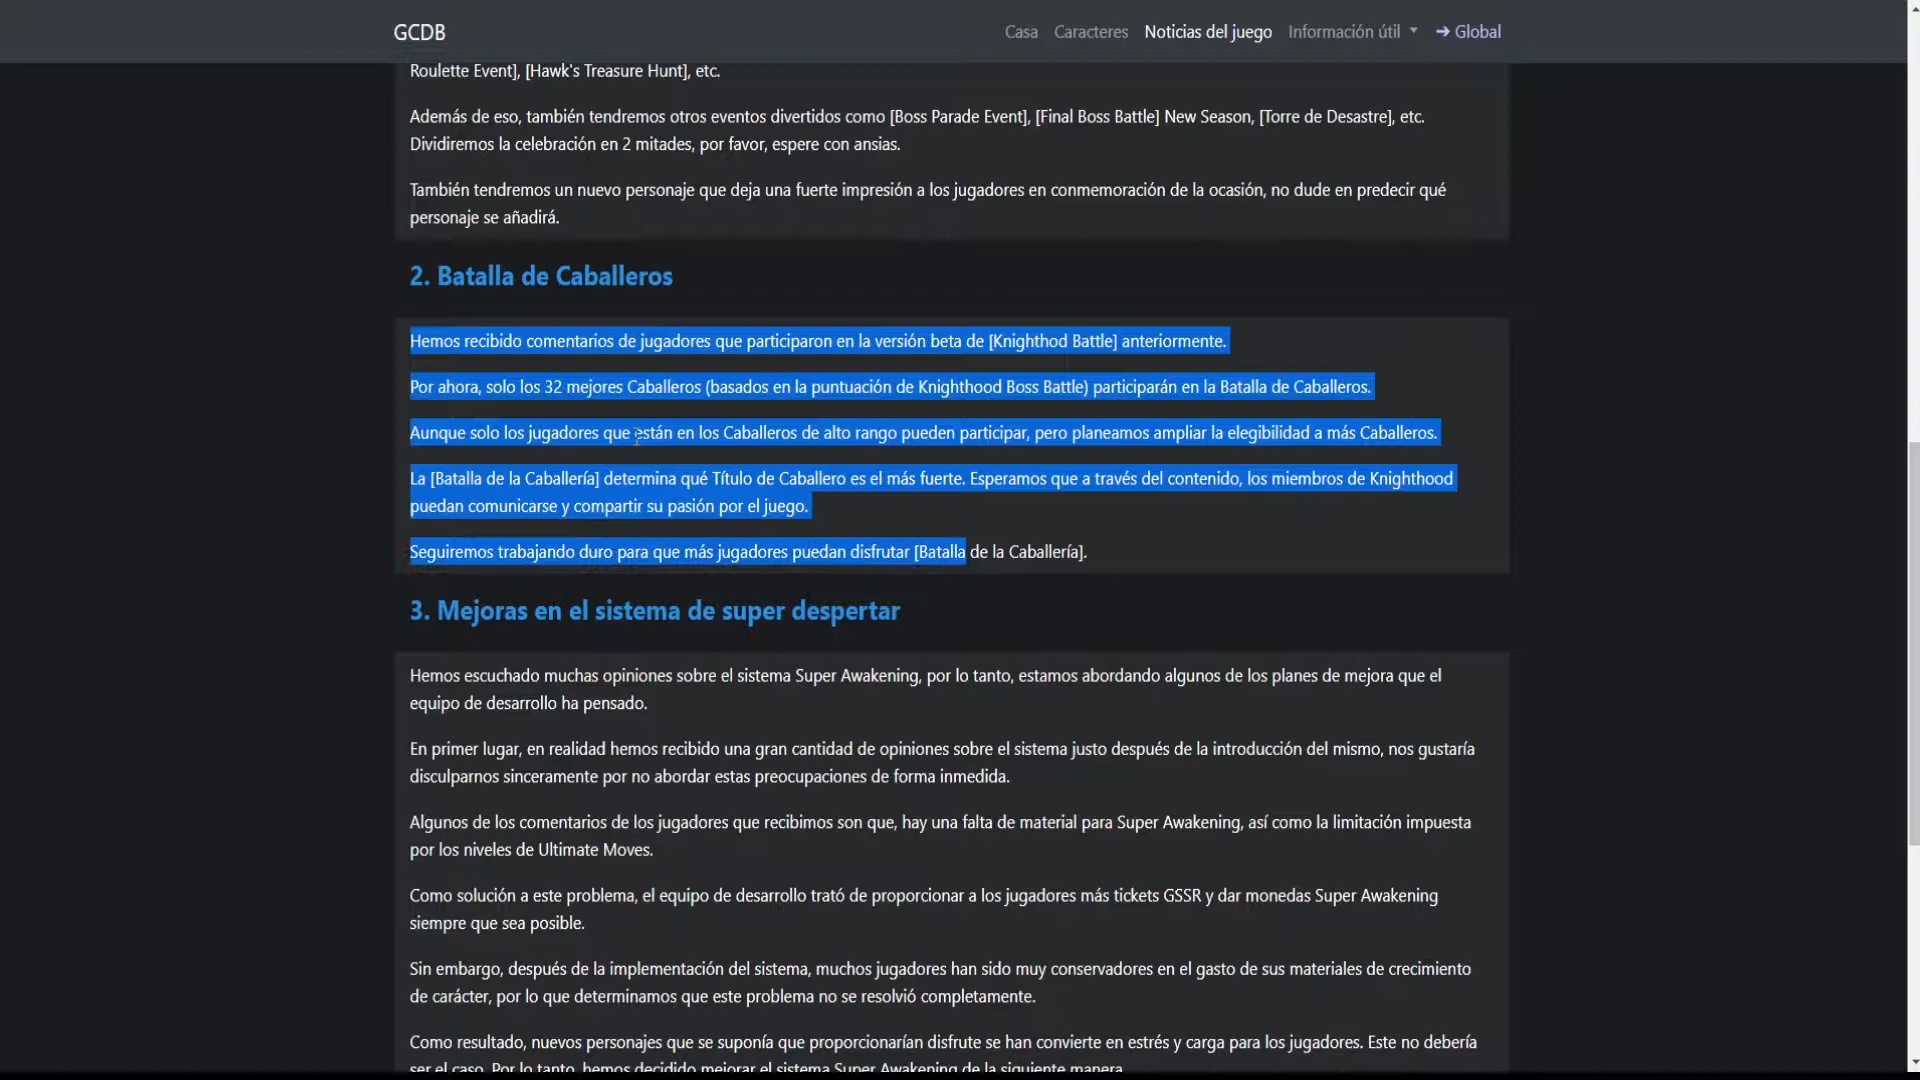 GCDB
Casa Caracteres Noticias del juego Información útil ➔ Global
Roulette Event], [Hawk's Treasure Hunt], etc.
Además de eso, también tendremos otros eventos divertidos como [Boss Parade Event], [Final Boss Battle] New Season, [Torre de Desastre], etc.
Dividiremos la celebración en 2 mitades, por favor, espere con ansias.
También tendremos un nuevo personaje que deja una fuerte impresión a los jugadores en conmemoración de la ocasión, no dude en predecir qué
personaje se añadirá.
2. Batalla de Caballeros
Hemos recibido comentarios de jugadores que participaron en la versión beta de [Knighthod Battle] anteriormente.
Por ahora, solo los 32 mejores Caballeros (basados en la puntuación de Knighthood Boss Battle) participarán en la Batalla de Caballeros.
Aunque solo los jugadores que están en los Caballeros de alto rango pueden participar, pero planeamos ampliar la elegibilidad a más Caballeros.
La [Batalla de la Caballería] determina qué Título de Caballero es el más fuerte. Esperamos que a través del contenido, los miembros de Knighthood
puedan comunicarse y compartir su pasión por el juego.
Seguiremos trabajando duro para que más jugadores puedan disfrutar [Batalla de la Caballería].
3. Mejoras en el sistema de super despertar
Hemos escuchado muchas opiniones sobre el sistema Super Awakening, por lo tanto, estamos abordando algunos de los planes de mejora que el
equipo de desarrollo ha pensado.
En primer lugar, en realidad hemos recibido una gran cantidad de opiniones sobre el sistema justo después de la introducción del mismo, nos gustaría
disculparnos sinceramente por no abordar estas preocupaciones de forma inmedida.
Algunos de los comentarios de los jugadores que recibimos son que, hay una falta de material para Super Awakening, así como la limitación impuesta
por los niveles de Ultimate Moves.
Como solución a este problema, el equipo de desarrollo trató de proporcionar a los jugadores más tickets GSSR y dar monedas Super Awakening
siempre que sea posible.
Sin embargo, después de la implementación del sistema, muchos jugadores han sido muy conservadores en el gasto de sus materiales de crecimiento
de carácter, por lo que determinamos que este problema no se resolvió completamente.
Como resultado, nuevos personajes que se suponía que proporcionarían disfrute se han convierte en estrés y carga para los jugadores. Este no debería
ser el caso. Por lo tanto, hemos decidido mejorar el sistema Super Awakening de la siguiente manera.